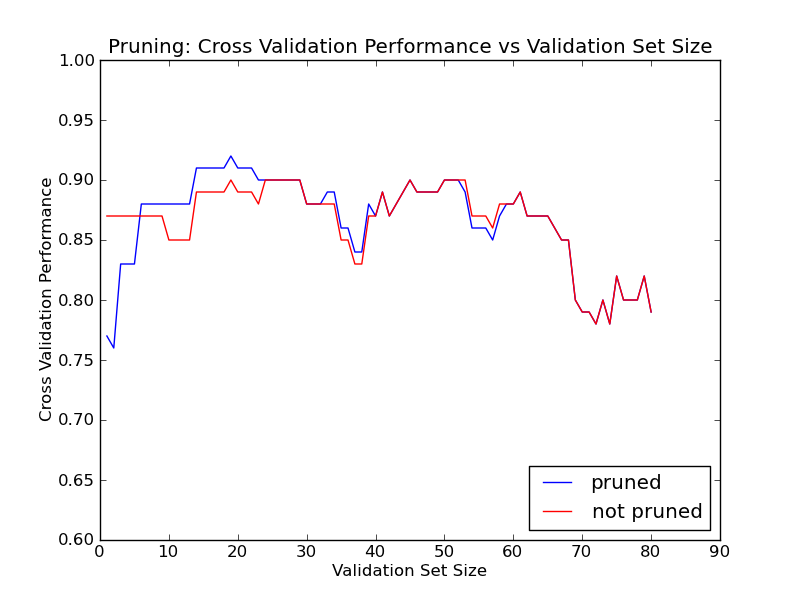 Pruning: Cross Validation Performance vs Validation Set Size
1.00
0.95
0.90
0.85
0.80
0.75
0.70
0.65
0.60
Cross Validation Performance
0 10 20 30 40 50 60 70 80 90
Validation Set Size
pruned
not pruned